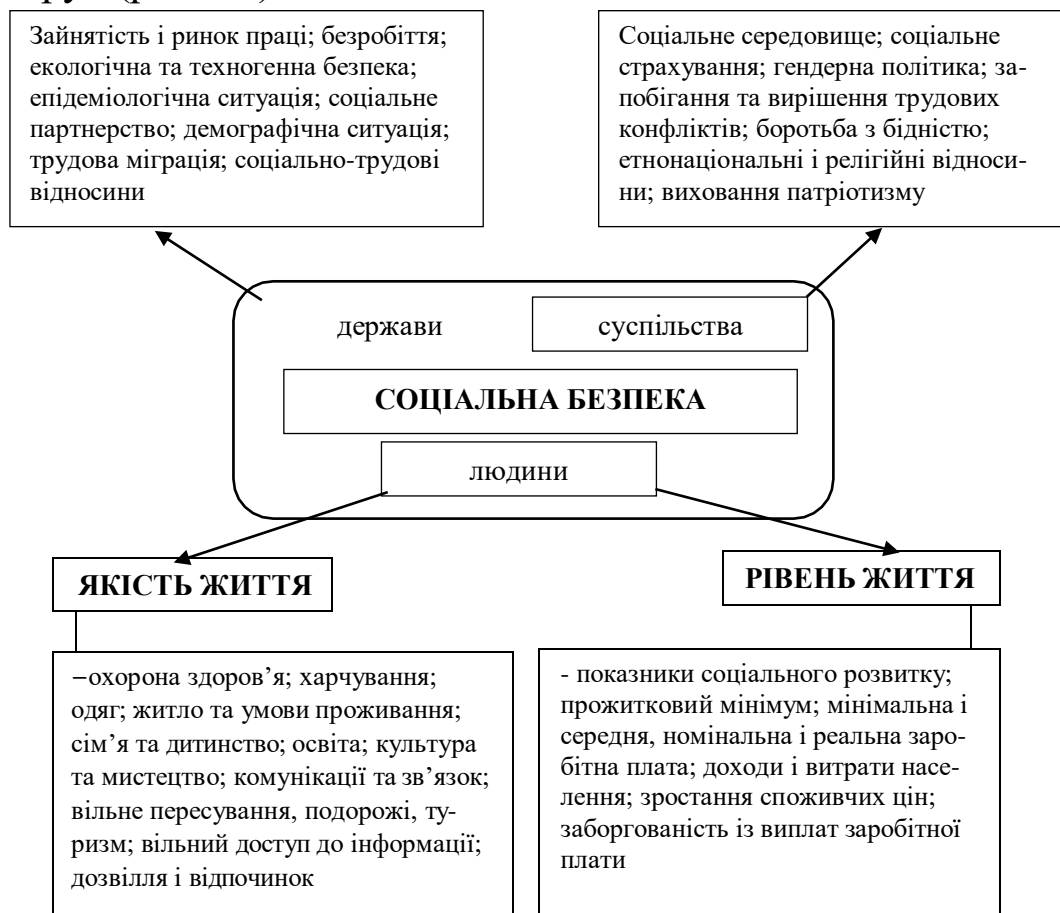 Зайнятість і ринок праці; безробіття;
екологічна та техногенна безпека;
епідеміологічна ситуація; соціальне
партнерство; демографічна ситуація;
трудова міграція; соціально-трудові
відносини
Соціальне середовище; соціальне
страхування; гендерна політика; за-
побігання та вирішення трудових
конфліктів; боротьба з бідністю;
етнонаціональні і релігійні відноси-
ни; виховання патріотизму
держави
суспільства
СОЦІАЛЬНА БЕЗПЕКА
людини
ЯКІСТЬ ЖИТТЯ
РІВЕНЬ ЖИТТЯ
–охорона здоров’я; харчування;
одяг; житло та умови проживання;
сім’я та дитинство; освіта; культура
та мистецтво; комунікації та зв’язок;
вільне пересування, подорожі, ту-
ризм; вільний доступ до інформації;
дозвілля і відпочинок
- показники соціального розвитку;
прожитковий мінімум; мінімальна і
середня, номінальна і реальна заро-
бітна плата; доходи і витрати насе-
лення; зростання споживчих цін;
заборгованість із виплат заробітної
плати